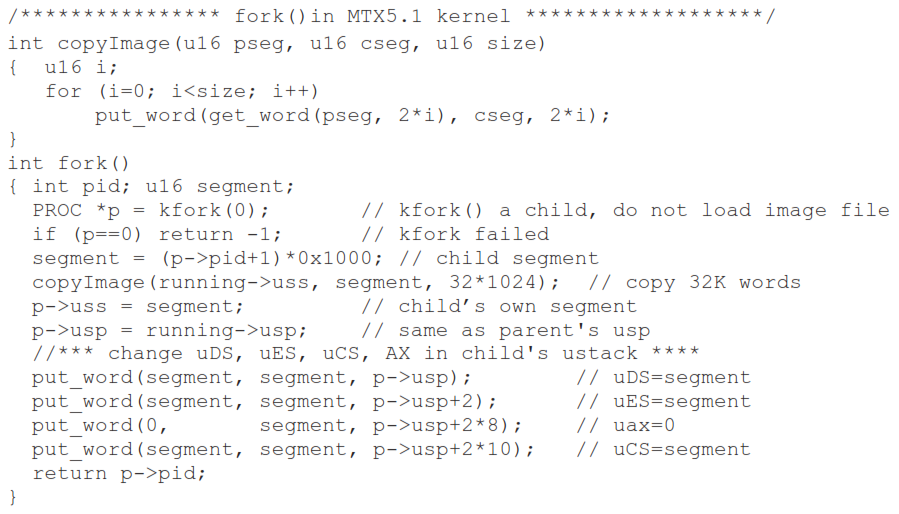 /**************** fork()in MTX5.1 kernel *******************/
int copyImage(u16 pseg, u16 cseg, u16 size)
{  u16 i;
   for (i=0; i<size; i++)
       put_word(get_word(pseg, 2*i), cseg, 2*i);
}
int fork()
{ int pid; u16 segment;
  PROC *p = kfork(0);       // kfork() a child, do not load image file
  if (p==0) return -1;      // kfork failed
  segment = (p->pid+1)*0x1000; // child segment
  copyImage(running->uss, segment, 32*1024);  // copy 32K words
  p->uss = segment;         // child’s own segment
  p->usp = running->usp;    // same as parent's usp
  //*** change uDS, uES, uCS, AX in child's ustack ****
  put_word(segment, segment, p->usp);        // uDS=segment
  put_word(segment, segment, p->usp+2);      // uES=segment
  put_word(0,       segment, p->usp+2*8);    // uax=0
  put_word(segment, segment, p->usp+2*10);   // uCS=segment
  return p->pid;
}